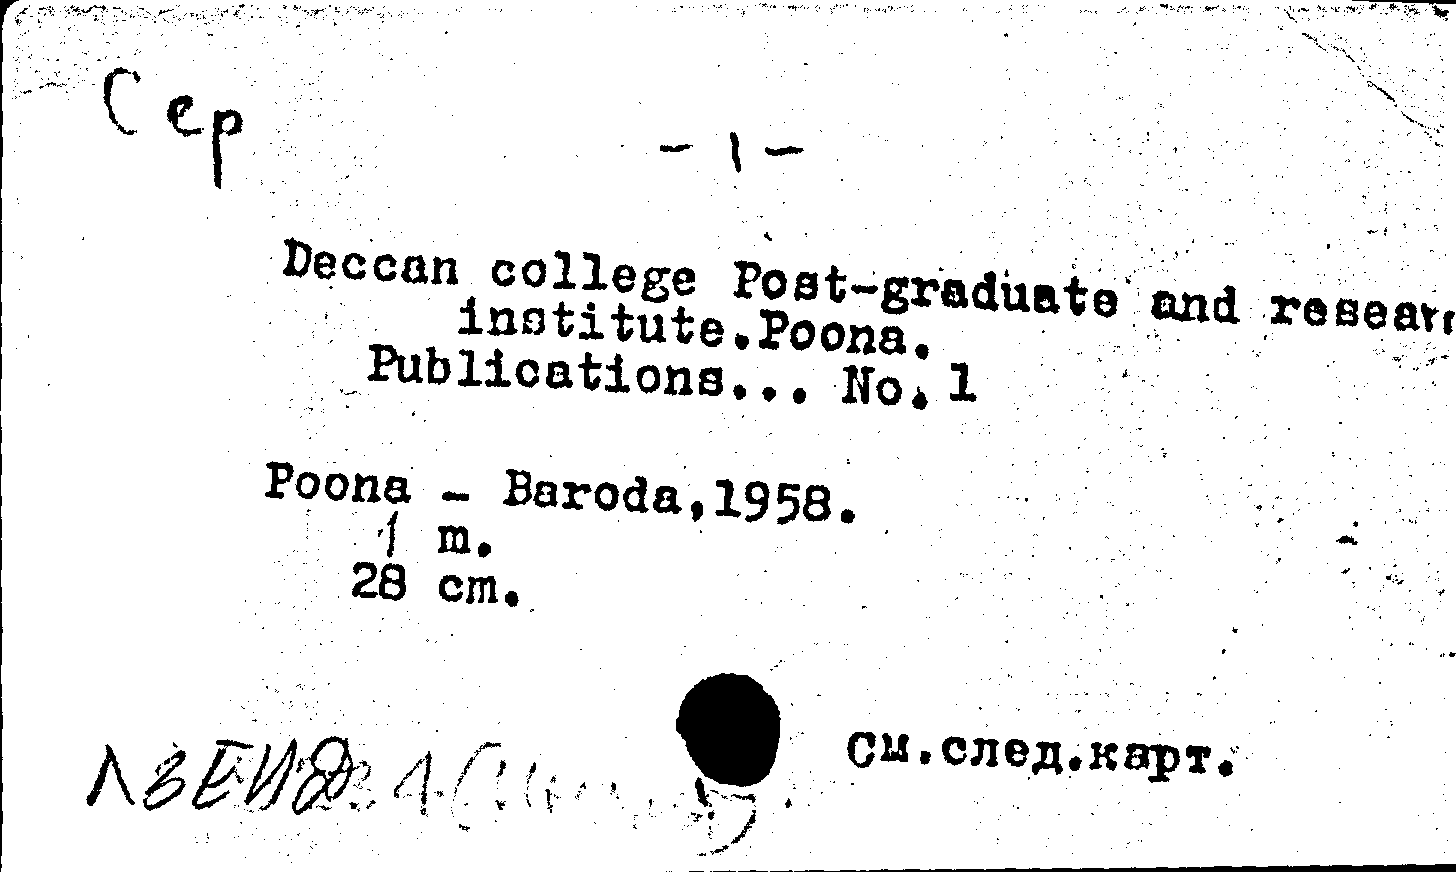 Сер
- 1 -
Deccan college Post-graduate and resear
institute.Poona.
Publications... No.1
Poona - Baroda,1958.
1 m.
28 cm.
См.след.карт.